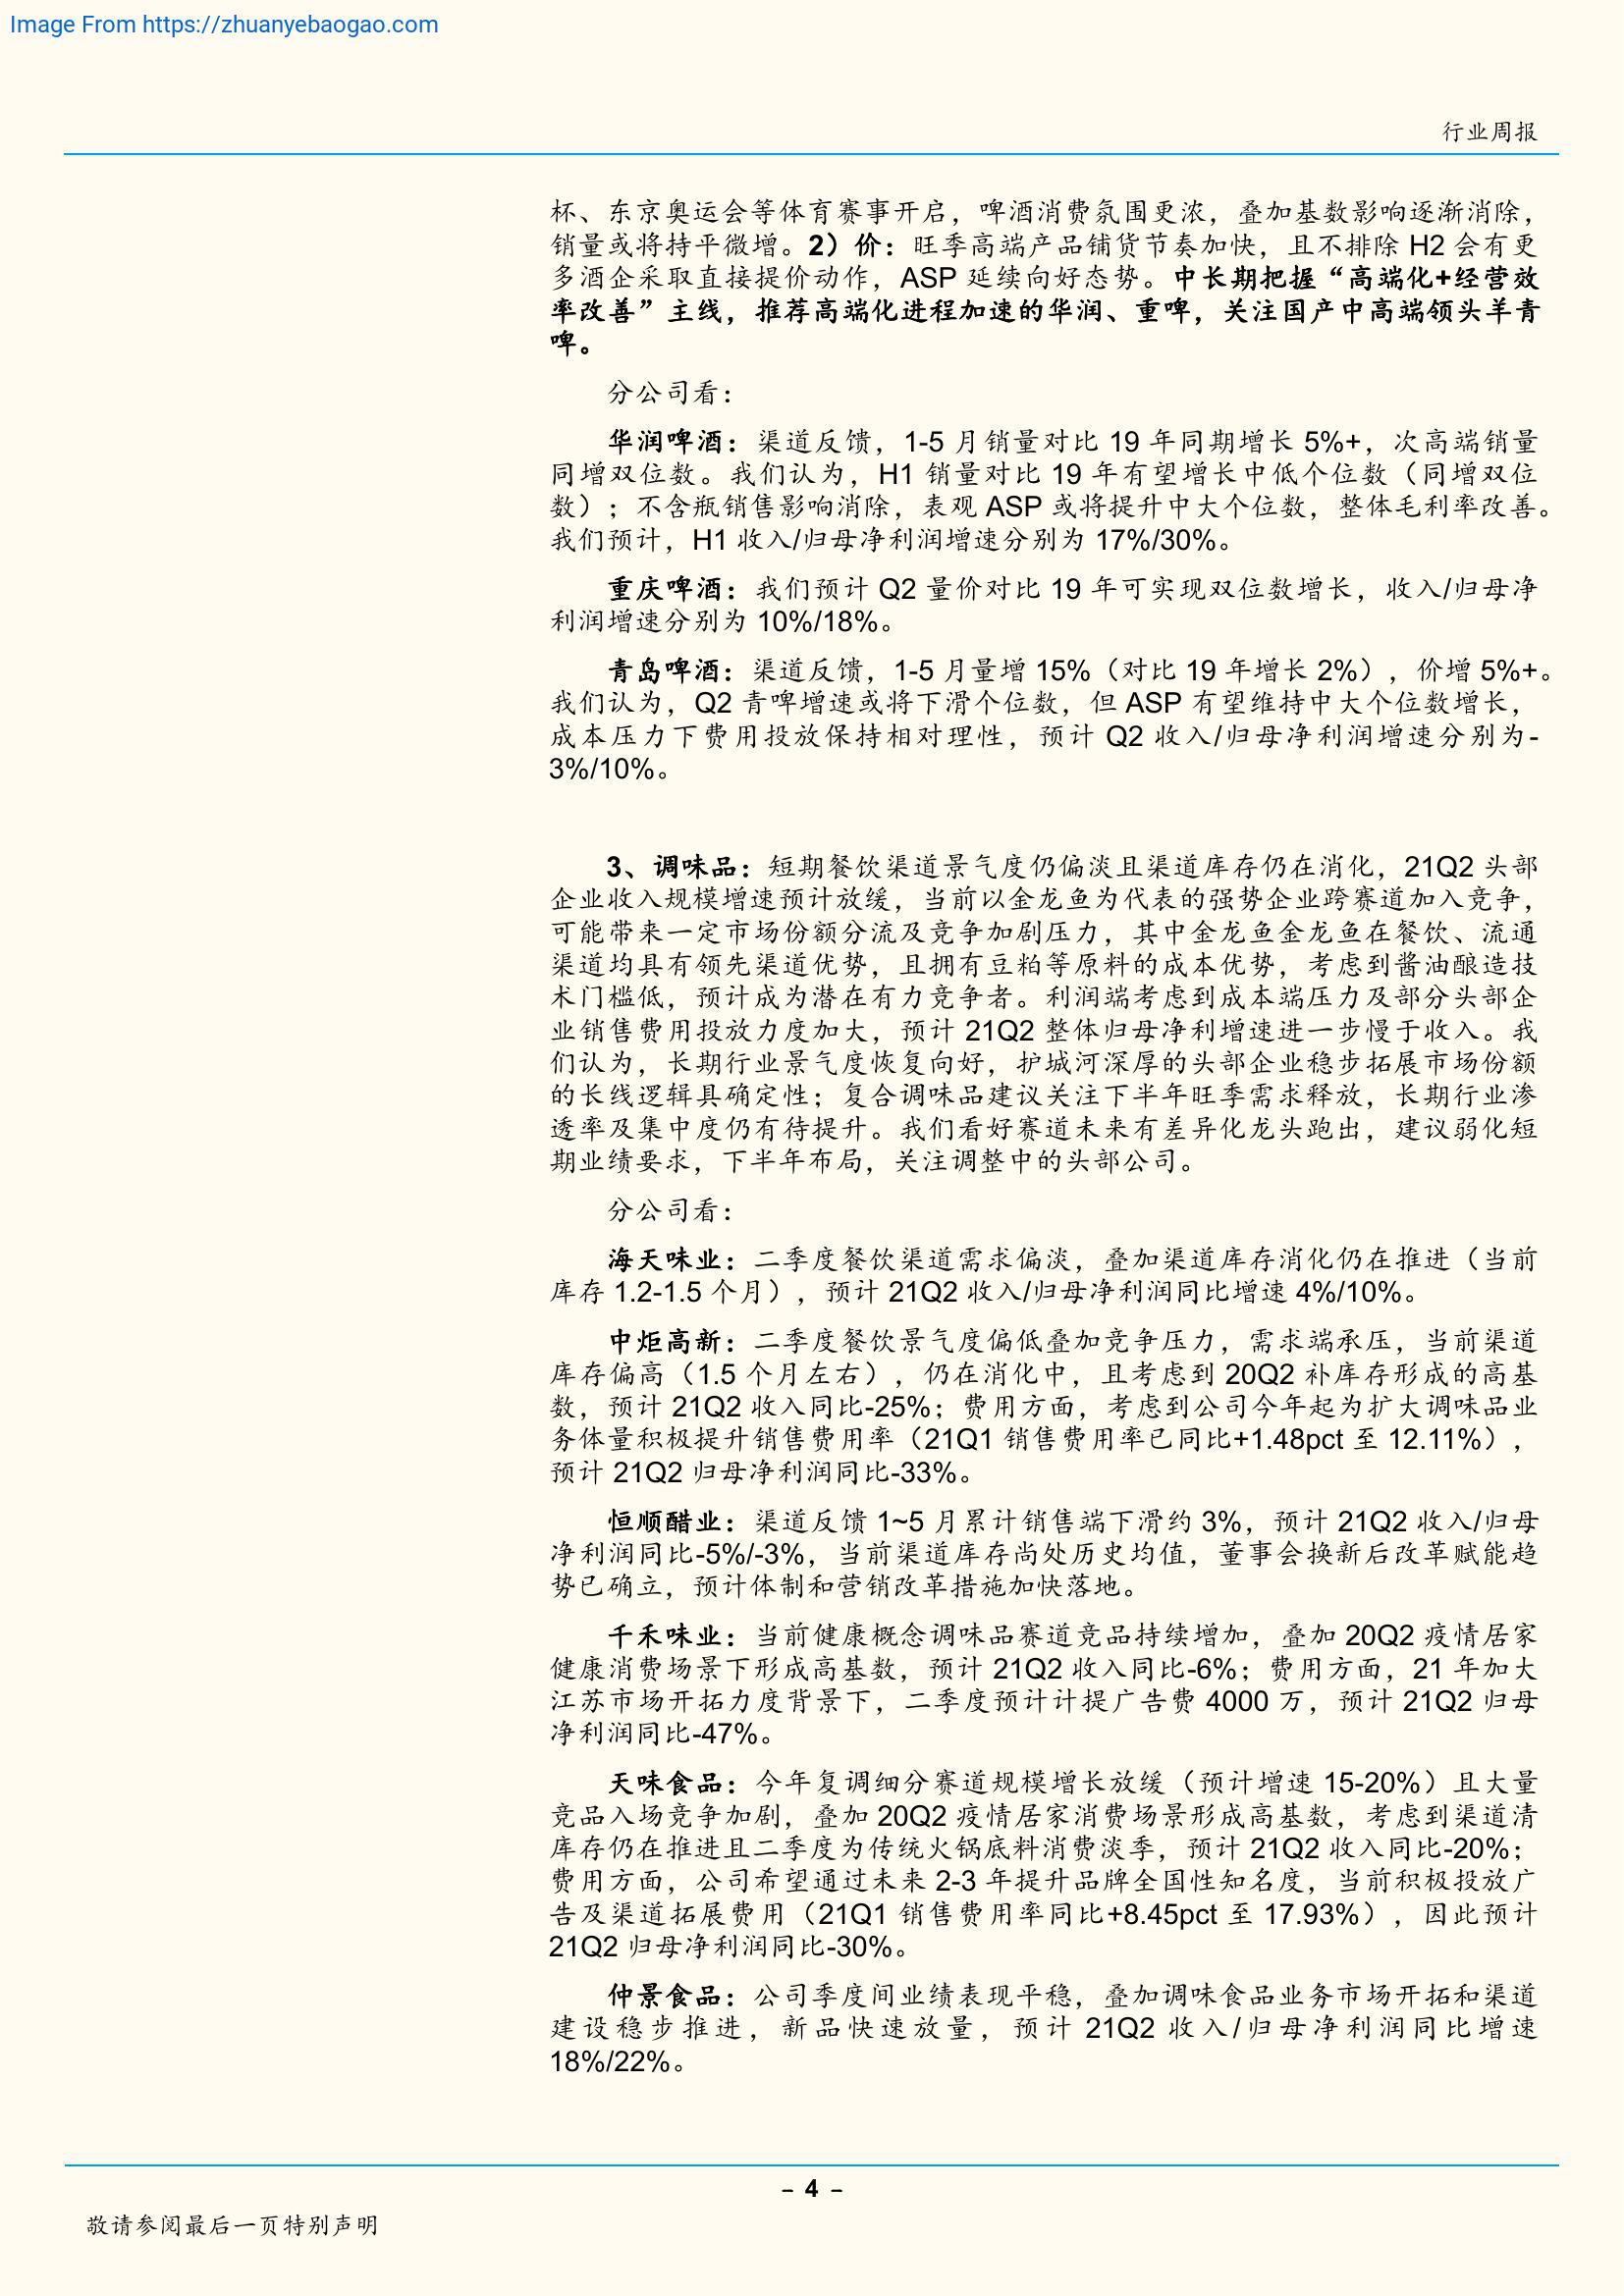 Image From https://zhuanyebaogao.com
行业周报
杯、东京奥运会等体育赛事开启，啤酒消费氛围更浓，叠加基数影响逐渐消除，
销量或将持平微增。2）价：旺季高端产品铺货节奏加快，且不排除 H2 会有更
多酒企采取直接提价动作，ASP 延续向好态势。中长期把握“高端化+经营效
率改善”主线，推荐高端化进程加速的华润、重啤，关注国产中高端领头羊青
啤。
分公司看：
华润啤酒：渠道反馈，1-5 月销量对比 19 年同期增长 5%+，次高端销量
同增双位数。我们认为，H1 销量对比 19 年有望增长中低个位数（同增双位
数）；不含瓶销售影响消除，表观 ASP 或将提升中大个位数，整体毛利率改善。
我们预计，H1 收入/归母净利润增速分别为 17%/30%。
重庆啤酒：我们预计 Q2 量价对比 19 年可实现双位数增长，收入/归母净
利润增速分别为 10%/18%。
青岛啤酒：渠道反馈，1-5 月量增 15%（对比 19 年增长 2%），价增 5%+。
我们认为，Q2 青啤增速或将下滑个位数，但 ASP 有望维持中大个位数增长，
成本压力下费用投放保持相对理性，预计 Q2 收入/归母净利润增速分别为-
3%/10%。
3、调味品：短期餐饮渠道景气度仍偏淡且渠道库存仍在消化，21Q2 头部
企业收入规模增速预计放缓，当前以金龙鱼为代表的强势企业跨赛道加入竞争，
可能带来一定市场份额分流及竞争加剧压力，其中金龙鱼金龙鱼在餐饮、流通
渠道均具有领先渠道优势，且拥有豆粕等原料的成本优势，考虑到酱油酿造技
术门槛低，预计成为潜在有力竞争者。利润端考虑到成本端压力及部分头部企
业销售费用投放力度加大，预计 21Q2 整体归母净利增速进一步慢于收入。我
们认为，长期行业景气度恢复向好，护城河深厚的头部企业稳步拓展市场份额
的长线逻辑具确定性；复合调味品建议关注下半年旺季需求释放，长期行业渗
透率及集中度仍有待提升。我们看好赛道未来有差异化龙头跑出，建议弱化短
期业绩要求，下半年布局，关注调整中的头部公司。
分公司看：
海天味业：二季度餐饮渠道需求偏淡，叠加渠道库存消化仍在推进（当前
库存 1.2-1.5 个月），预计 21Q2 收入/归母净利润同比增速 4%/10%。
中炬高新：二季度餐饮景气度偏低叠加竞争压力，需求端承压，当前渠道
库存偏高（1.5 个月左右），仍在消化中，且考虑到 20Q2 补库存形成的高基
数，预计 21Q2 收入同比-25%；费用方面，考虑到公司今年起为扩大调味品业
务体量积极提升销售费用率（21Q1 销售费用率已同比+1.48pct 至 12.11%），
预计 21Q2 归母净利润同比-33%。
恒顺醋业：渠道反馈 1~5 月累计销售端下滑约 3%，预计 21Q2 收入/归母
净利润同比-5%/-3%，当前渠道库存尚处历史均值，董事会换新后改革赋能趋
势已确立，预计体制和营销改革措施加快落地。
千禾味业：当前健康概念调味品赛道竞品持续增加，叠加 20Q2 疫情居家
健康消费场景下形成高基数，预计 21Q2 收入同比-6%；费用方面，21 年加大
江苏市场开拓力度背景下，二季度预计计提广告费 4000 万，预计 21Q2 归母
净利润同比-47%。
天味食品：今年复调细分赛道规模增长放缓（预计增速 15-20%）且大量
竞品入场竞争加剧，叠加 20Q2 疫情居家消费场景形成高基数，考虑到渠道清
库存仍在推进且二季度为传统火锅底料消费淡季，预计 21Q2 收入同比-20%；
费用方面，公司希望通过未来 2-3 年提升品牌全国性知名度，当前积极投放广
告及渠道拓展费用（21Q1 销售费用率同比+8.45pct 至 17.93%），因此预计
21Q2 归母净利润同比-30%。
仲景食品：公司季度间业绩表现平稳，叠加调味食品业务市场开拓和渠道
建设稳步推进，新品快速放量，预计 21Q2 收入/归母净利润同比增速
18%/22%。
- 4 -
敬请参阅最后一页特别声明